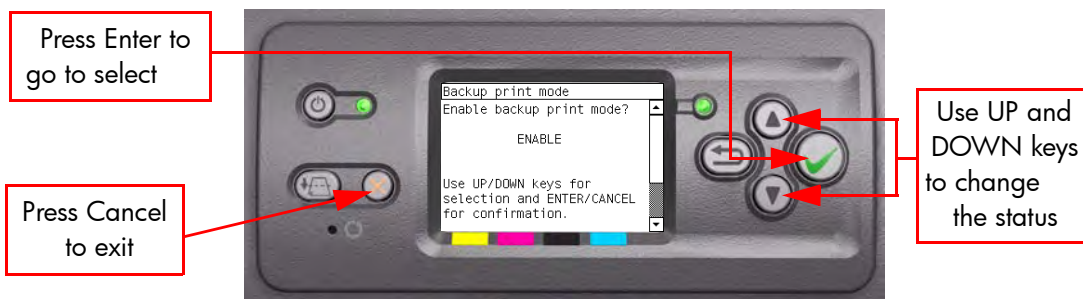 Press Enter to
go to select
Press Cancel
to exit
Backup print mode
Enable backup print mode?
ENABLE
Use UP/DOWN keys for
selection and ENTER/CANCEL
for confirmation.
Use UP and
DOWN keys
to change
the status